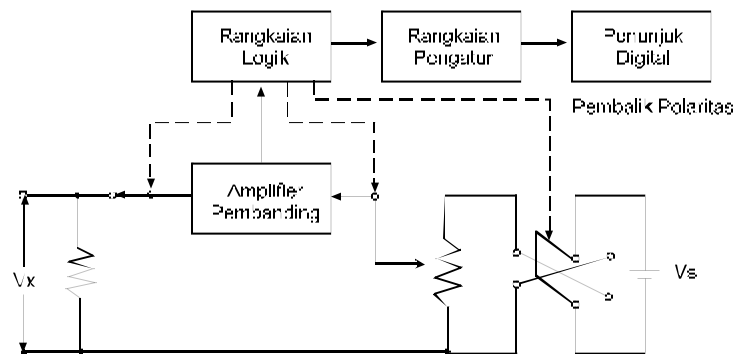 Rangkaian
Logik
Rangkaian
Pengatur
Penunjuk
Digital
Pembalik Polaritas
Amplifier
Pembanding
Vx
Vs